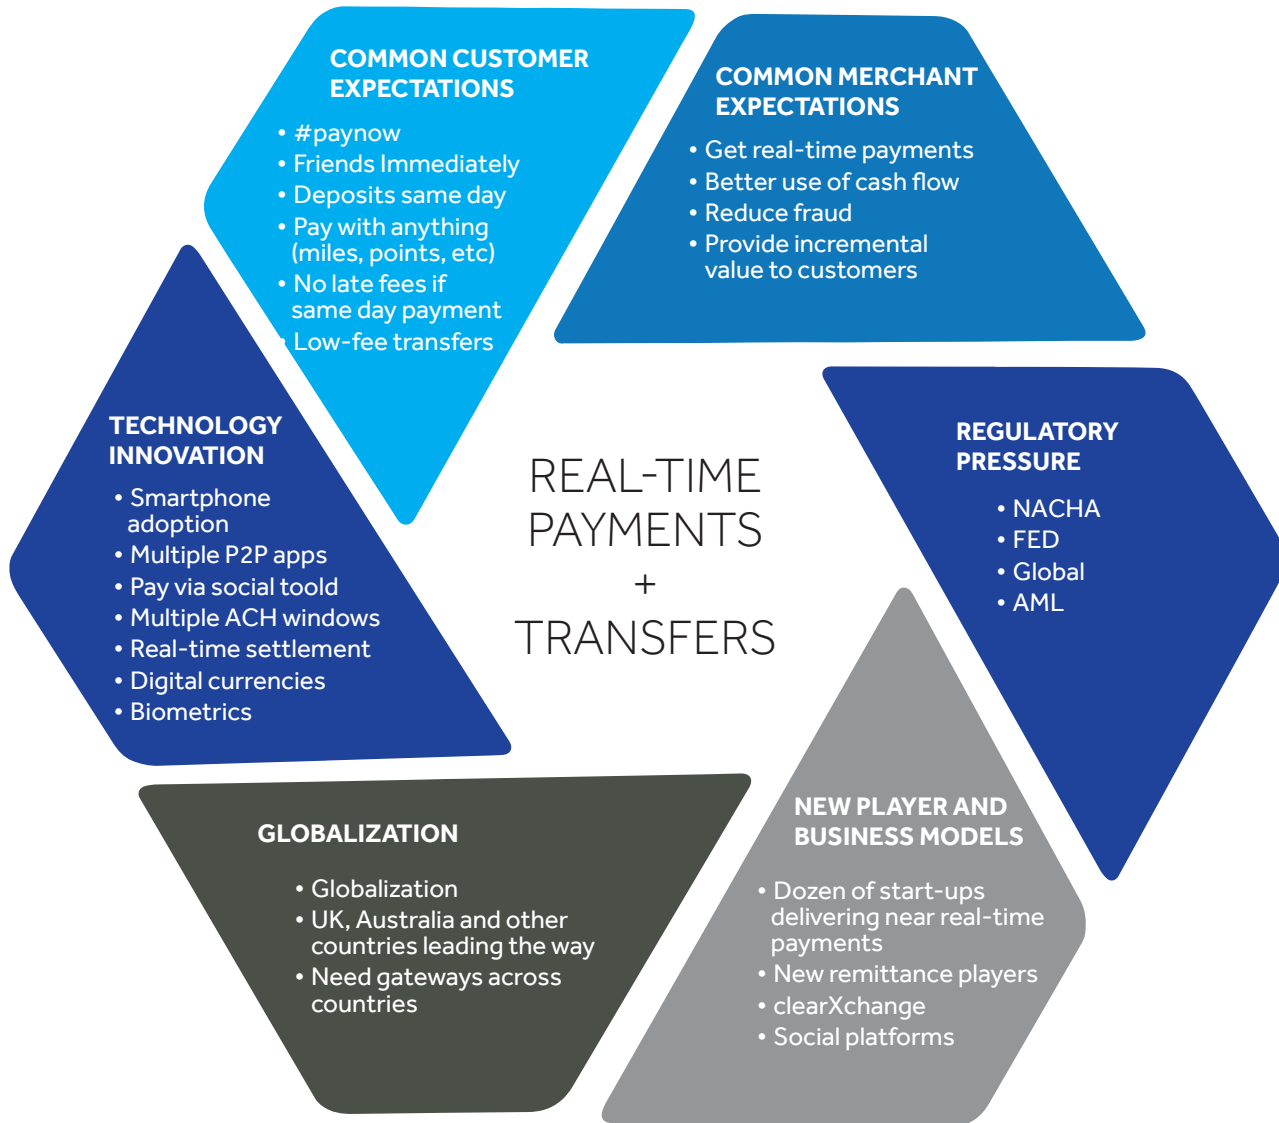 COMMON CUSTOMER
EXPECTATIONS
• #paynow
• Friends Immediately
• Deposits same day
• Pay with anything
(miles, points, etc)
• No late fees if
same day payment
• Low-fee transfers
COMMON MERCHANT
EXPECTATIONS
• Get real-time payments
• Better use of cash flow
• Reduce fraud
• Provide incremental
value to customers
TECHNOLOGY
INNOVATION
• Smartphone
adoption
• Multiple P2P apps
• Pay via social toold
• Multiple ACH windows
• Real-time settlement
• Digital currencies
• Biometrics
REAL-TIME
PAYMENTS
+
TRANSFERS
REGULATORY
PRESSURE
• NACHA
• FED
• Global
• AML
GLOBALIZATION
• Globalization
• UK, Australia and other
countries leading the way
• Need gateways across
countries
NEW PLAYER AND
BUSINESS MODELS
• Dozen of start-ups
delivering near real-time
payments
• New remittance players
• clearXchange
• Social platforms